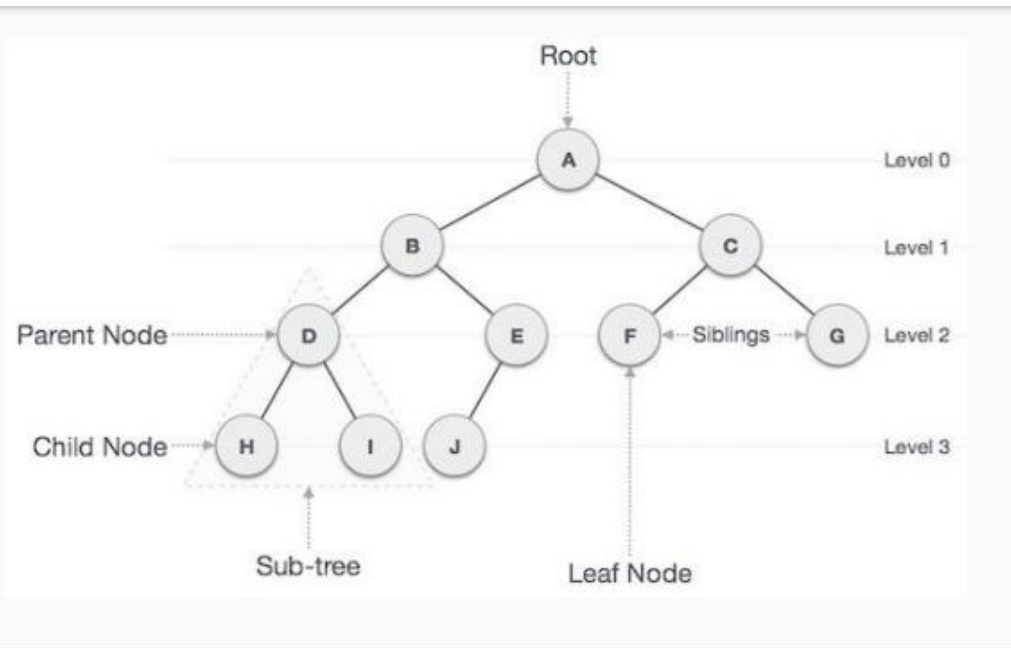 Root
A
Level 0
B
C
Level 1
Parent Node
D
E
F
Siblings
G
Level 2
Child Node
H
I
J
Level 3
Sub-tree
Leaf Node